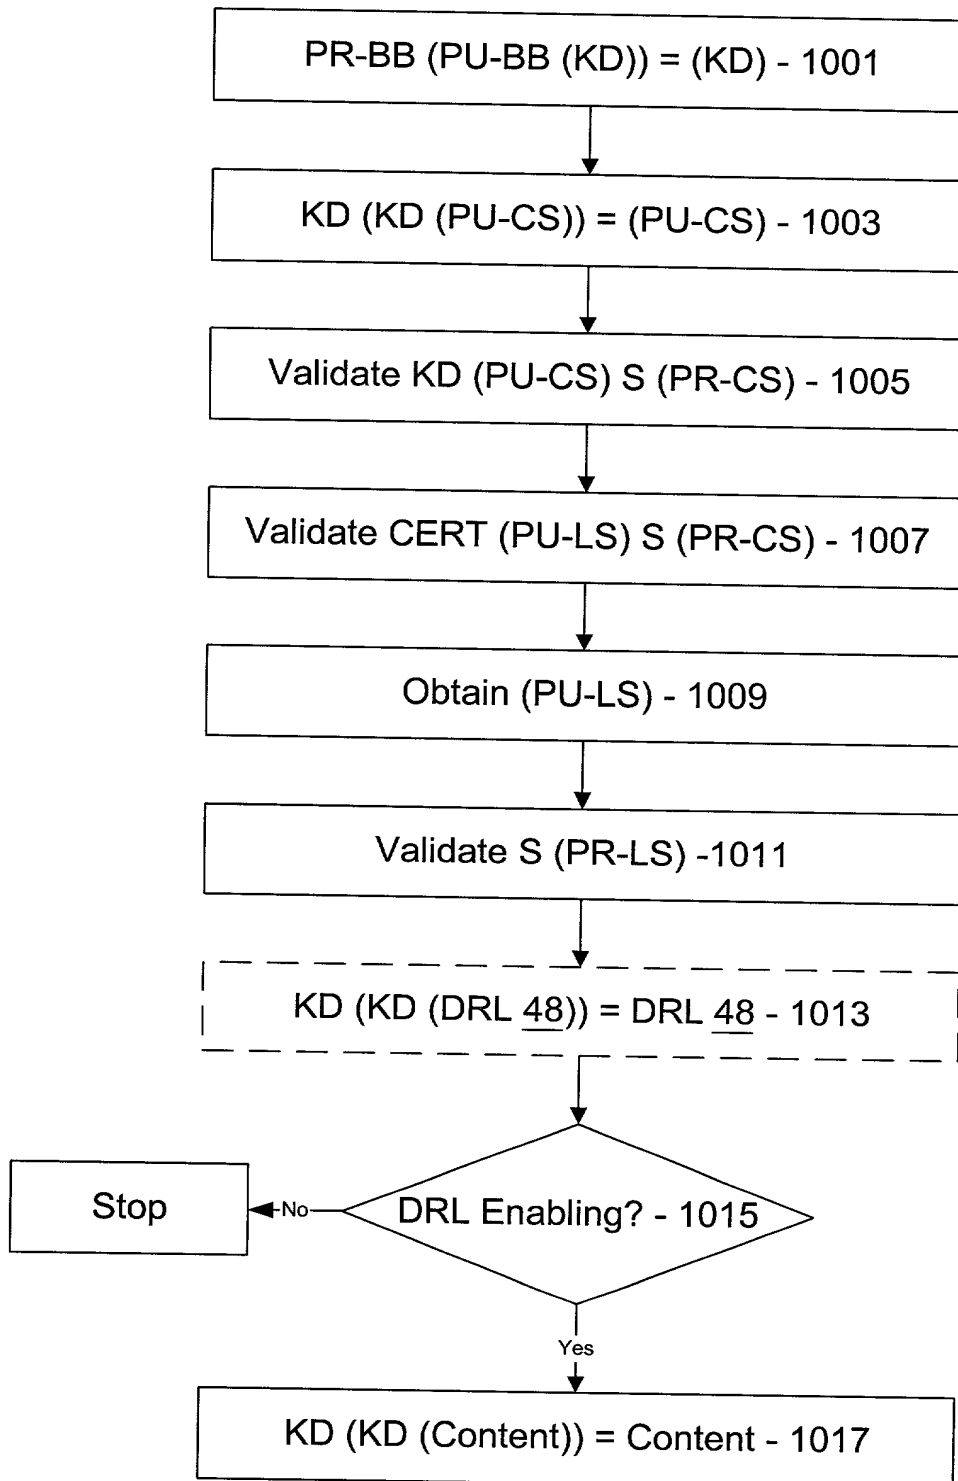 PR-BB (PU-BB (KD)) = (KD) - 1001
KD (KD (PU-CS)) = (PU-CS) - 1003
Validate KD (PU-CS) S (PR-CS) - 1005
Validate CERT (PU-LS) S (PR-CS) - 1007
Obtain (PU-LS) - 1009
Validate S (PR-LS) -1011
KD (KD (DRL 48)) = DRL 48 - 1013
DRL Enabling? - 1015
No
Stop
Yes
KD (KD (Content)) = Content - 1017